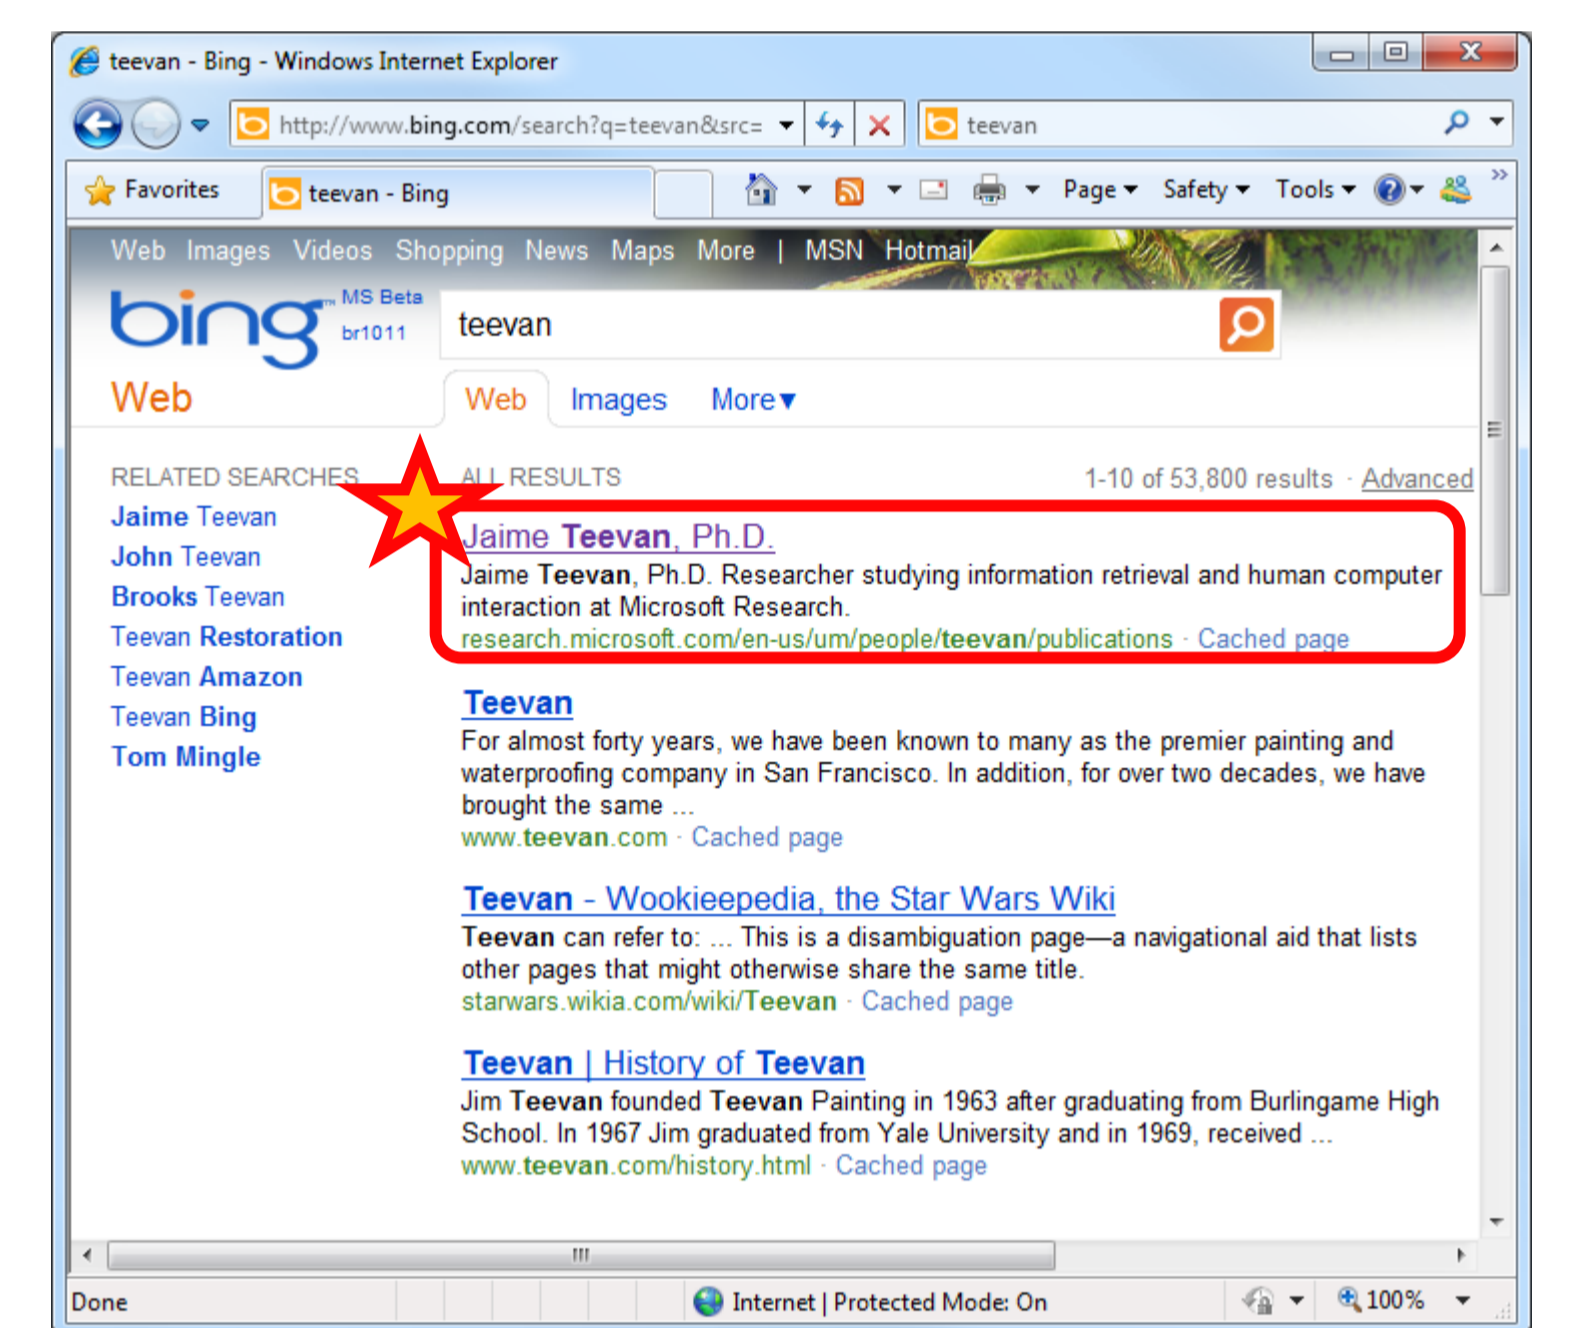 teevan - Bing - Windows Internet Explorer
http://www.bing.com/search?q=teevan&src=
teevan
Favorites
teevan - Bing
Page
Safety
Tools
Web Images Videos Shopping News Maps More | MSN Hotmail
bing™ MS Beta
br1011
teevan
Web
Web Images More▼
RELATED SEARCHES
Jaime Teevan
John Teevan
Brooks Teevan
Teevan Restoration
Teevan Amazon
Teevan Bing
Tom Mingle
ALL RESULTS
1-10 of 53,800 results · Advanced
Jaime Teevan, Ph.D.
Jaime Teevan, Ph.D. Researcher studying information retrieval and human computer
interaction at Microsoft Research.
research.microsoft.com/en-us/um/people/teevan/publications · Cached page
Teevan
For almost forty years, we have been known to many as the premier painting and
waterproofing company in San Francisco. In addition, for over two decades, we have
brought the same ...
www.teevan.com · Cached page
Teevan - Wookieepedia, the Star Wars Wiki
Teevan can refer to: ... This is a disambiguation page—a navigational aid that lists
other pages that might otherwise share the same title.
starwars.wikia.com/wiki/Teevan · Cached page
Teevan | History of Teevan
Jim Teevan founded Teevan Painting in 1963 after graduating from Burlingame High
School. In 1967 Jim graduated from Yale University and in 1969, received ...
www.teevan.com/history.html · Cached page
Done
Internet | Protected Mode: On
100%